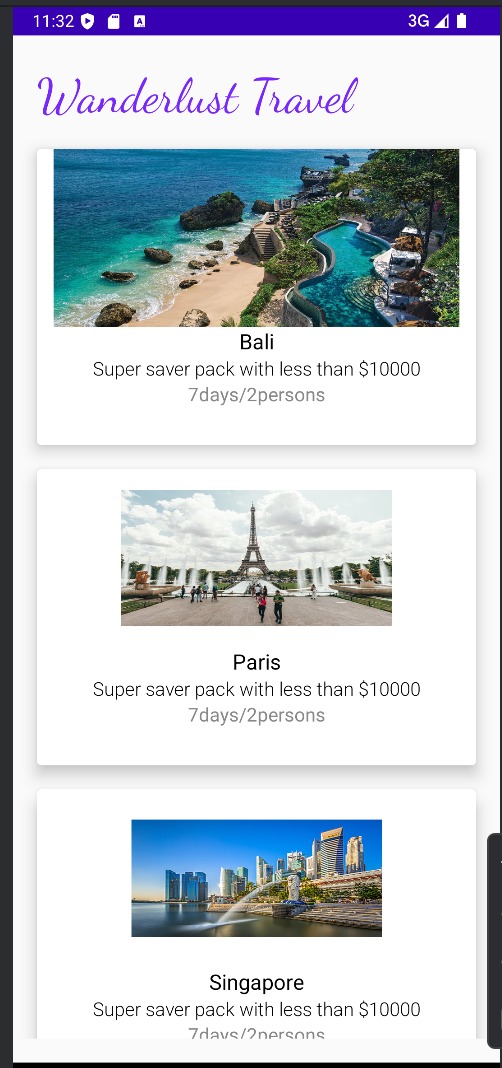 11:32 A 3G
Wanderlust Travel
Bali
Super saver pack with less than $10000
7days/2persons
Paris
Super saver pack with less than $10000
7days/2persons
Singapore
Super saver pack with less than $10000
7days/2persons